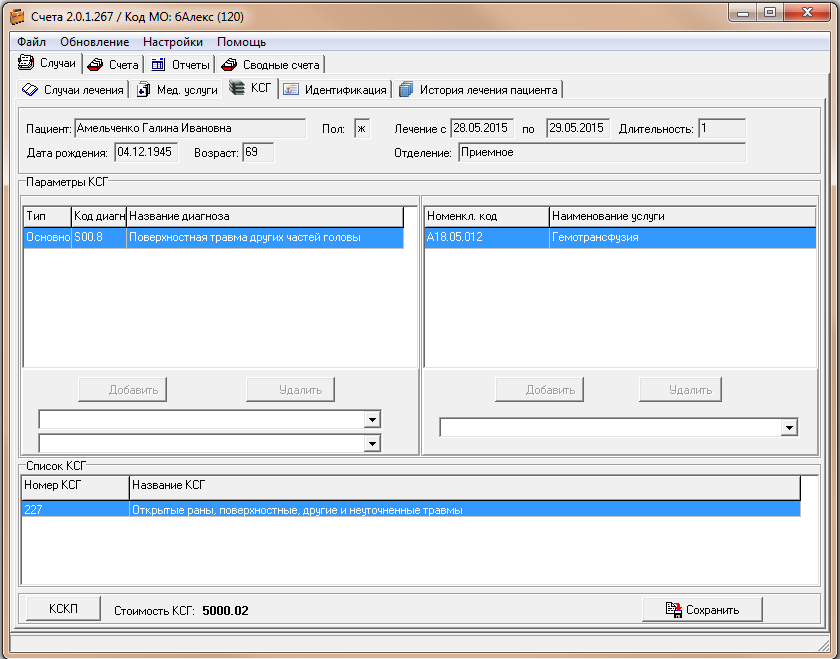 Счета 2.0.1.267 / Код МО: 6Алекс (120)
Файл Обновление Настройки Помощь
Случаи Счета Отчеты Сводные счета
Случаи лечения Мед. услуги КСГ Идентификация История лечения пациента
Пациент: Амельченко Галина Ивановна Пол: ж Лечение с 28.05.2015 по 29.05.2015 Длительность: 1
Дата рождения: 04.12.1945 Возраст: 69 Отделение: Приемное
Параметры КСГ
Тип Код диагн Название диагноза Номенкл. код Наименование услуги
Основно S00.8 Поверхностная травма других частей головы A18.05.012 Гемотрансфузия
Добавить Удалить Добавить Удалить
Список КСГ
Номер КСГ Название КСГ
227 Открытые раны, поверхностные, другие и неуточненные травмы
КСКП Стоимость КСГ: 5000.02 Сохранить